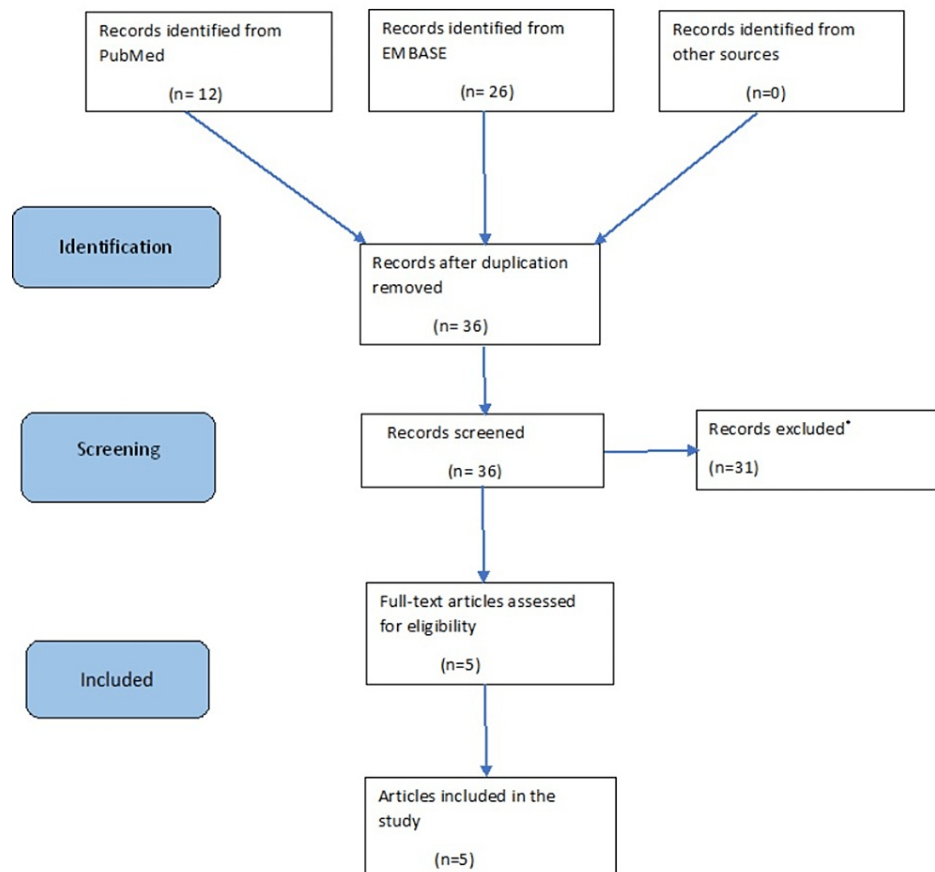 Records identified from
PubMed
(n= 12)
Records identified from
EMBASE
(n= 26)
Records identified from
other sources
(n=0)
Identification
Records after duplication
removed
(n= 36)
Screening
Records screened
(n= 36)
Records excluded*
(n=31)
Full-text articles assessed
for eligibility
(n=5)
Included
Articles included in the
study
(n=5)